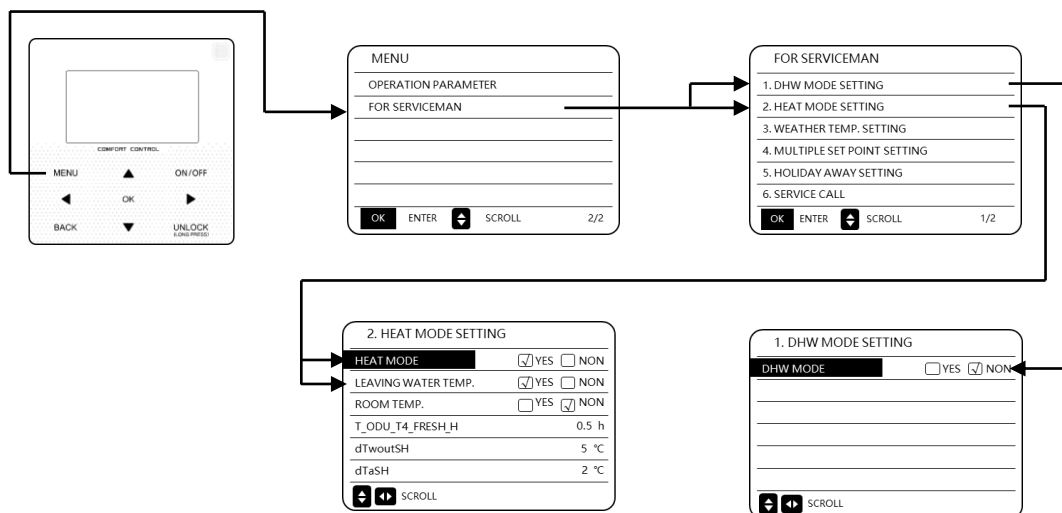 COMFORT CONTROL
MENU
ON/OFF
OK
BACK
UNLOCK
(LONG PRESS)
MENU
OPERATION PARAMETER
FOR SERVICEMAN
OK ENTER SCROLL 2/2
FOR SERVICEMAN
1. DHW MODE SETTING
2. HEAT MODE SETTING
3. WEATHER TEMP. SETTING
4. MULTIPLE SET POINT SETTING
5. HOLIDAY AWAY SETTING
6. SERVICE CALL
OK ENTER SCROLL 1/2
2. HEAT MODE SETTING
HEAT MODE YES NON
LEAVING WATER TEMP. YES NON
ROOM TEMP. YES NON
T_ODU_T4_FRESH_H 0.5 h
dTwoutSH 5 °C
dTaSH 2 °C
SCROLL
1. DHW MODE SETTING
DHW MODE YES NON
SCROLL